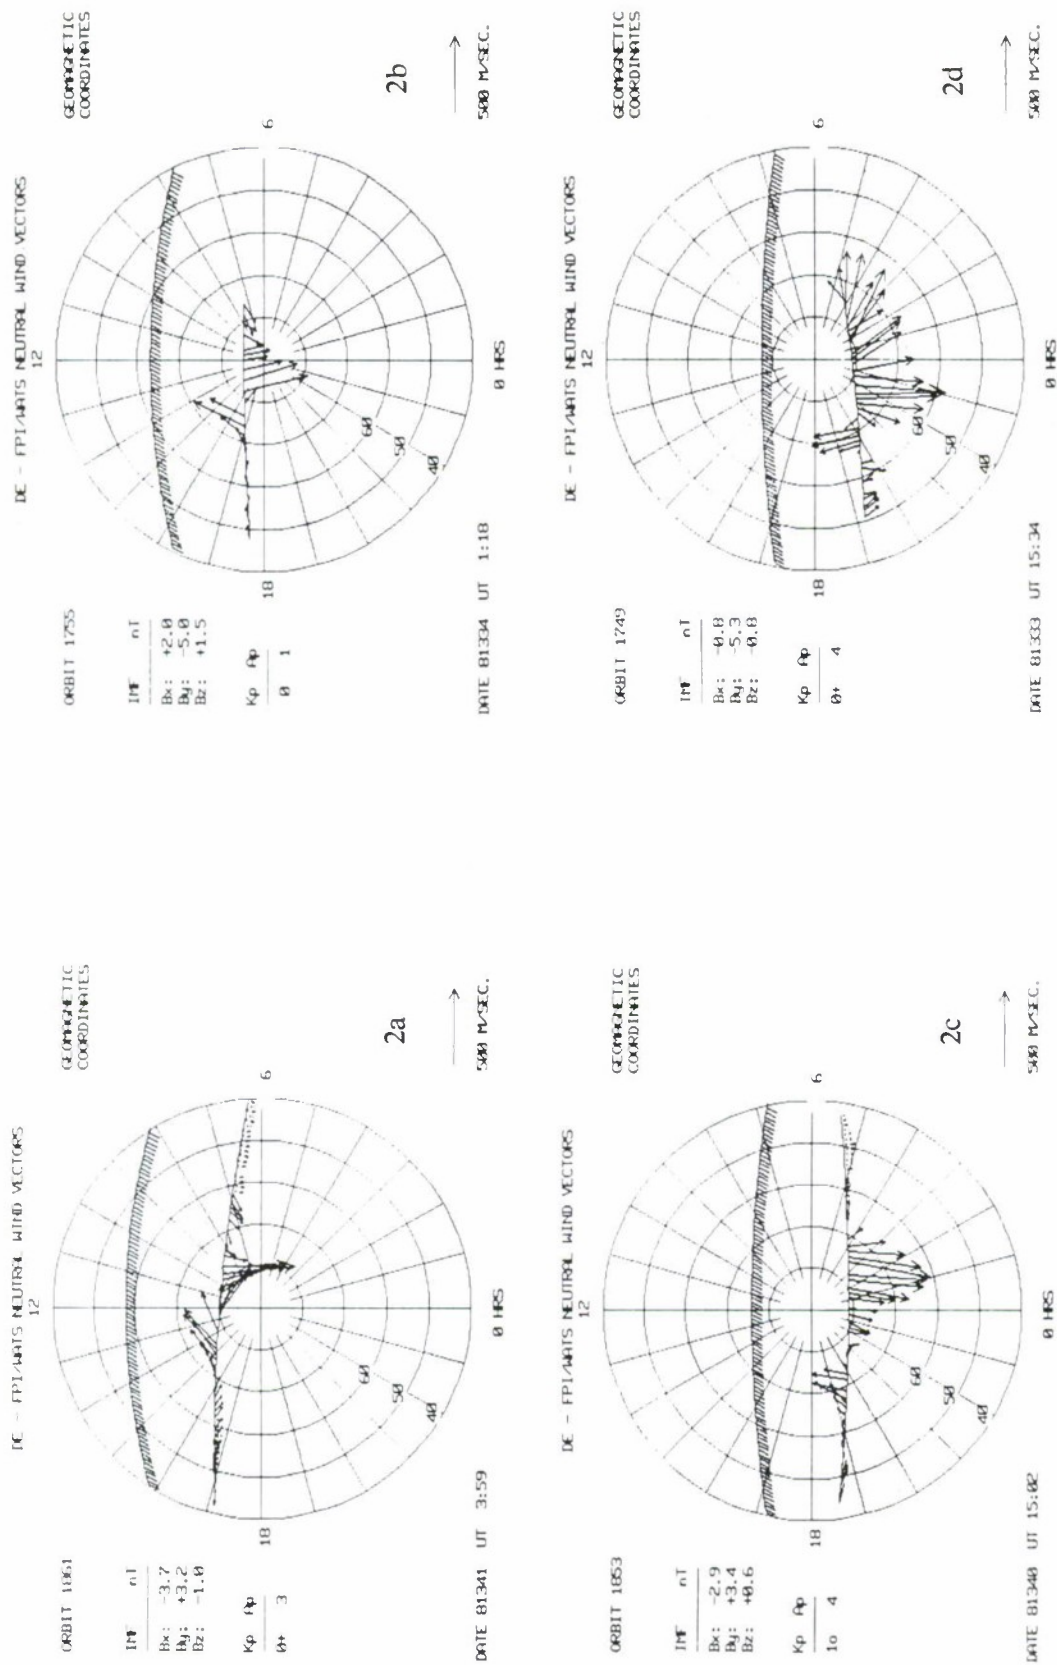 DE - FPI/WATS NEUTRAL WIND VECTORS
ORBIT 1861
12
GEOMAGNETIC
COORDINATES
IMF nT
Bx: -3.7
By: +3.2
Bz: -1.0
Kp Ap
0+ 3
18
6
60
50
40
2a
0 HRS
DATE 81341 UT 3:59
500 M/SEC.
DE - FPI/WATS NEUTRAL WIND VECTORS
ORBIT 1755
12
GEOMAGNETIC
COORDINATES
IMF nT
Bx: +2.0
By: -5.0
Bz: +1.5
Kp Ap
0 1
18
6
60
50
40
2b
0 HRS
DATE 81334 UT 1:18
500 M/SEC.
DE - FPI/WATS NEUTRAL WIND VECTORS
ORBIT 1853
12
GEOMAGNETIC
COORDINATES
IMF nT
Bx: -2.9
By: +3.4
Bz: +0.6
Kp Ap
1o 4
18
6
60
50
40
2c
0 HRS
DATE 81340 UT 15:02
500 M/SEC.
DE - FPI/WATS NEUTRAL WIND VECTORS
ORBIT 1749
12
GEOMAGNETIC
COORDINATES
IMF nT
Bx: -0.8
By: -5.3
Bz: -0.8
Kp Ap
0+ 4
18
6
60
50
40
2d
0 HRS
DATE 81333 UT 15:34
500 M/SEC.